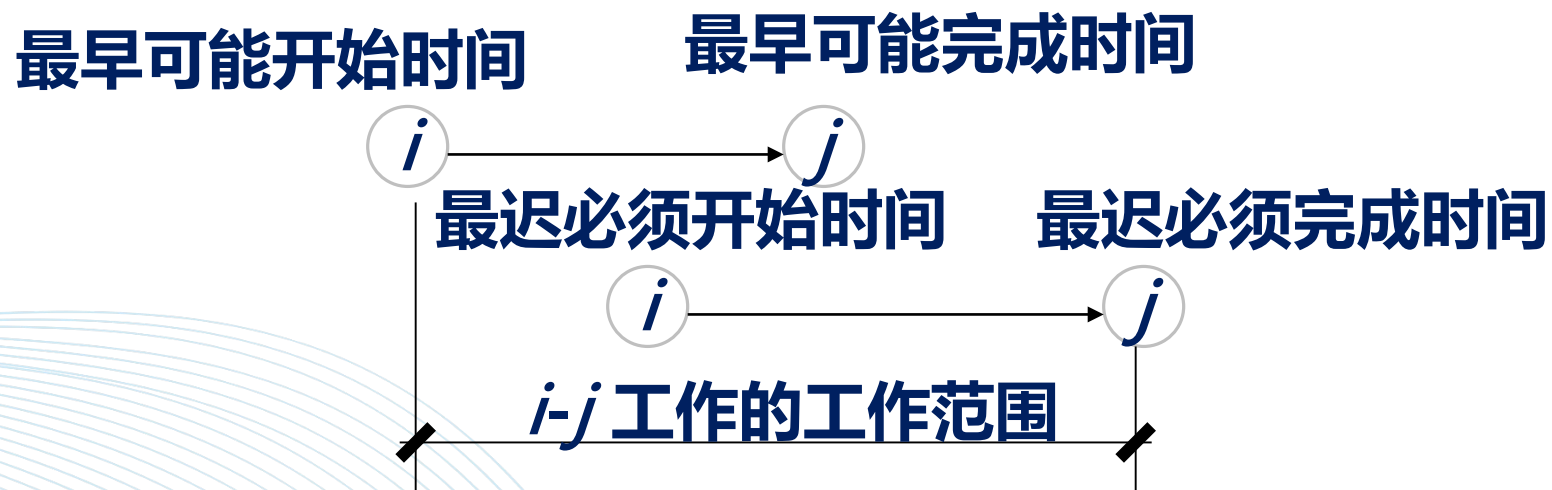 最早可能开始时间
最早可能完成时间
i
j
最迟必须开始时间
最迟必须完成时间
i
j
i-j 工作的工作范围